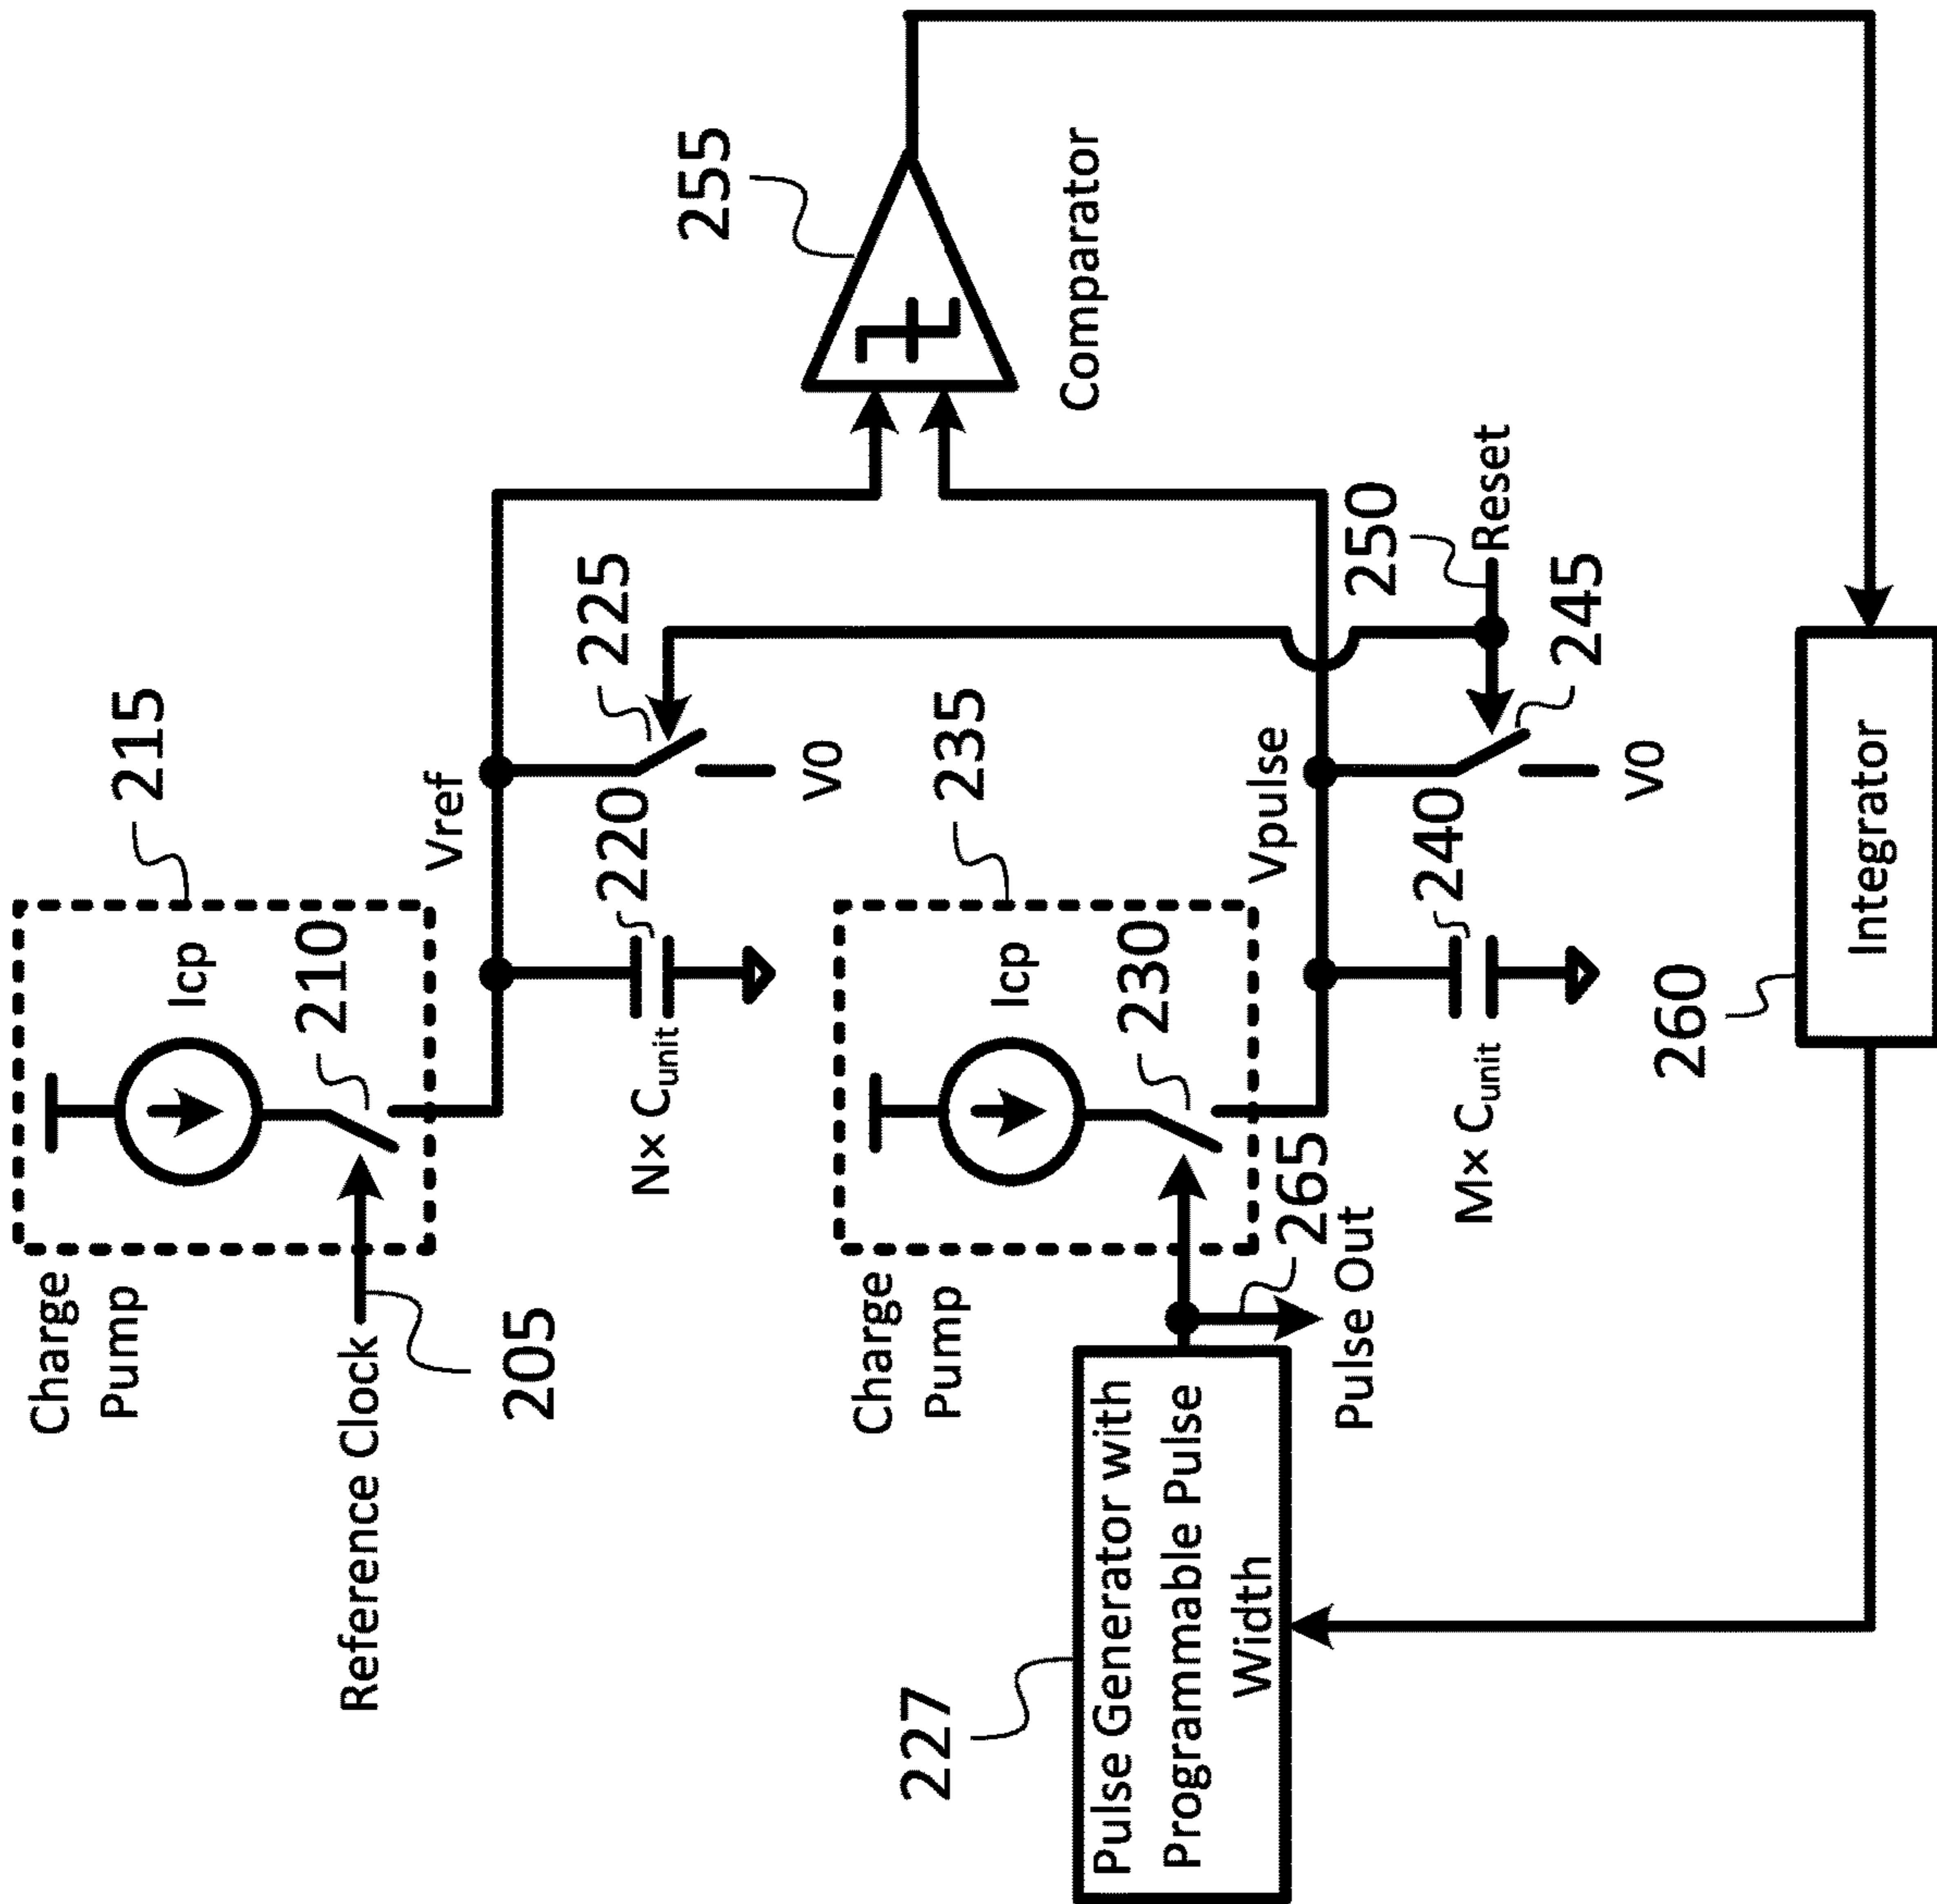 Charge
Pump
215
Icp
210
Reference Clock
205
Vref
N× Cunit
220
225
V0
255
Comparator
Charge
Pump
235
Icp
230
227
Pulse Generator with
Programmable Pulse
Width
265
Pulse Out
Vpulse
M× Cunit
240
V0
245
250
Reset
260
Integrator